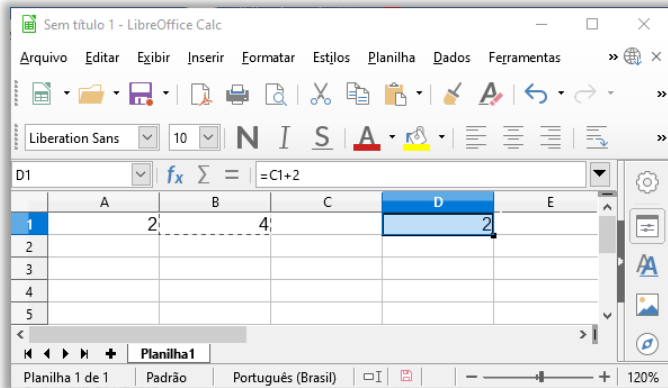 Sem título 1 - LibreOffice Calc
Arquivo Editar Exibir Inserir Formatar Estilos Planilha Dados Ferramentas »
»
Liberation Sans 10 N I S A »
D1 fx Σ = =C1+2
A B C D E
1 2 4 2
2
3
4
5
Planilha1
Planilha 1 de 1 Padrão Português (Brasil) 120%